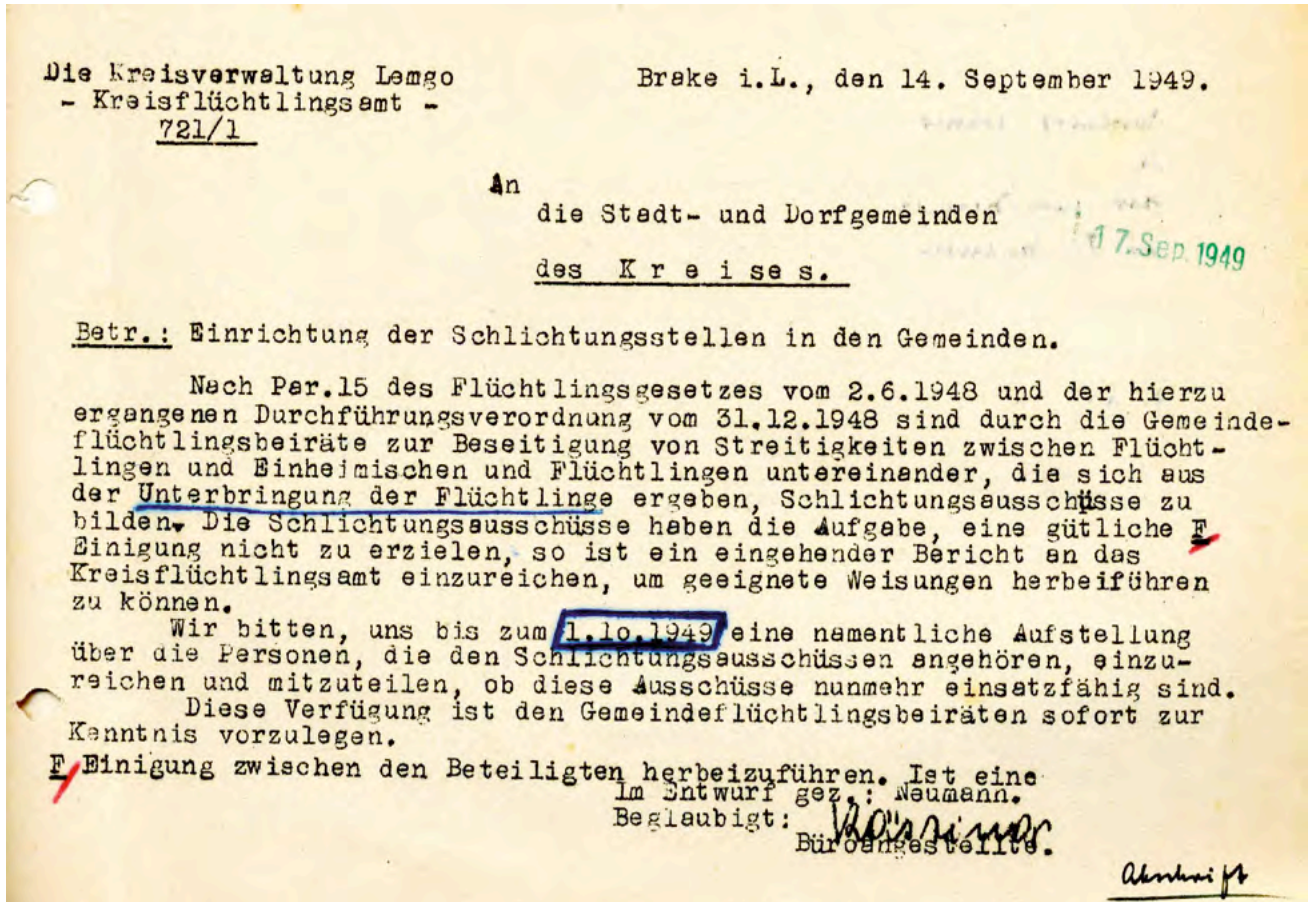 Die Kreisverwaltung Lemgo
- Kreisflüchtlingsamt -
721/1
Brake i.L., den 14. September 1949.
An
die Stadt- und Dorfgemeinden
des K r e i s e s.
17. Sep. 1949
Betr.: Einrichtung der Schlichtungsstellen in den Gemeinden.
Nach Par.15 des Flüchtlingsgesetzes vom 2.6.1948 und der hierzu
ergangenen Durchführungsverordnung vom 31.12.1948 sind durch die Gemeinde-
flüchtlingsbeiräte zur Beseitigung von Streitigkeiten zwischen Flücht-
lingen und Einheimischen und Flüchtlingen untereinander, die sich aus
der Unterbringung der Flüchtlinge ergeben, Schlichtungsausschüsse zu
bilden. Die Schlichtungsausschüsse haben die Aufgabe, eine gütliche F
Einigung nicht zu erzielen, so ist ein eingehender Bericht an das
Kreisflüchtlingsamt einzureichen, um geeignete Weisungen herbeiführen
zu können.
Wir bitten, uns bis zum 1.10.1949 eine namentliche Aufstellung
über die Personen, die den Schlichtungsausschüssen angehören, einzu-
reichen und mitzuteilen, ob diese Ausschüsse nunmehr einsatzfähig sind.
Diese Verfügung ist den Gemeindeflüchtlingsbeiräten sofort zur
Kenntnis vorzulegen.
F Einigung zwischen den Beteiligten herbeizuführen. Ist eine
Im Entwurf gez.: Neumann.
Beglaubigt:
Büroangestellte.
Abschrift